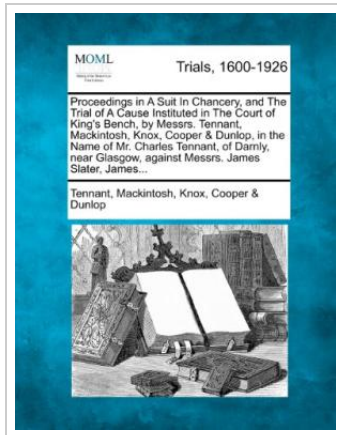 MOML
Trials, 1600-1926
Proceedings in A Suit In Chancery, and The
Trial of A Cause Instituted in The Court of
King's Bench, by Messrs. Tennant,
Mackintosh, Knox, Cooper & Dunlop, in the
Name of Mr. Charles Tennant, of Darnly,
near Glasgow, against Messrs. James
Slater, James...
Tennant, Mackintosh, Knox, Cooper &
Dunlop